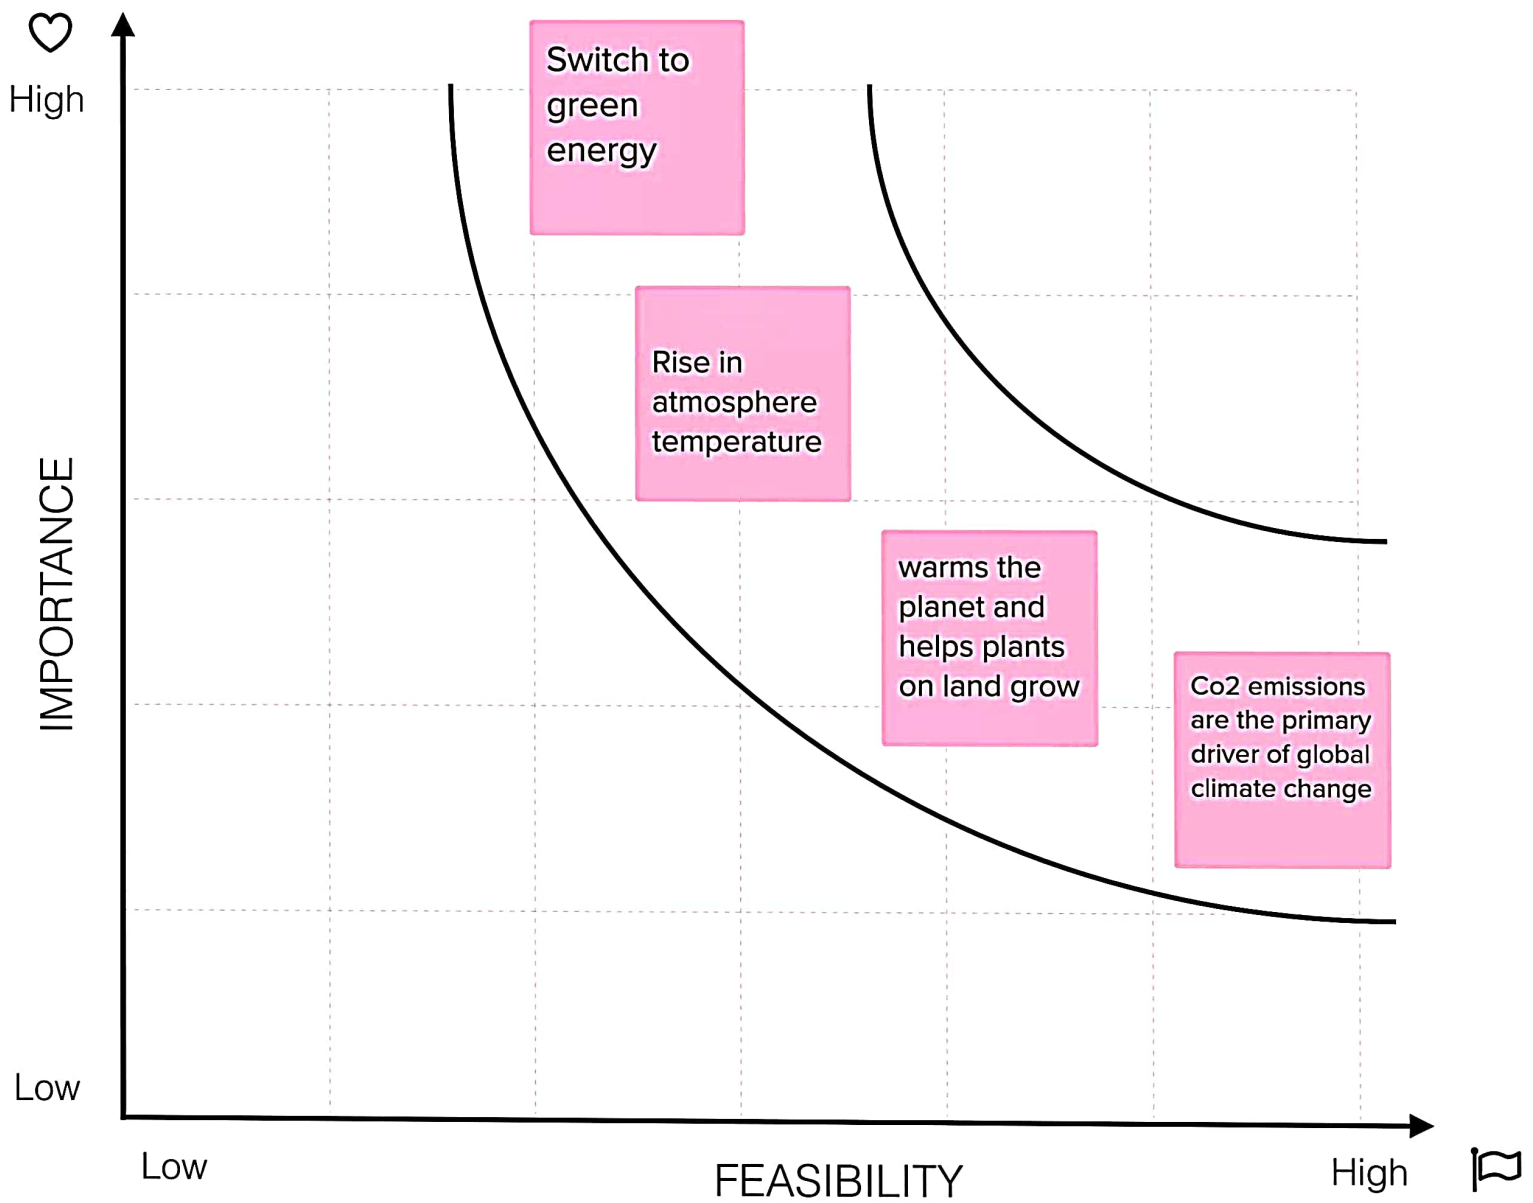 High
Switch to
green
energy
Rise in
atmosphere
temperature
IMPORTANCE
warms the
planet and
helps plants
on land grow
Co2 emissions
are the primary
driver of global
climate change
Low
Low
FEASIBILITY
High